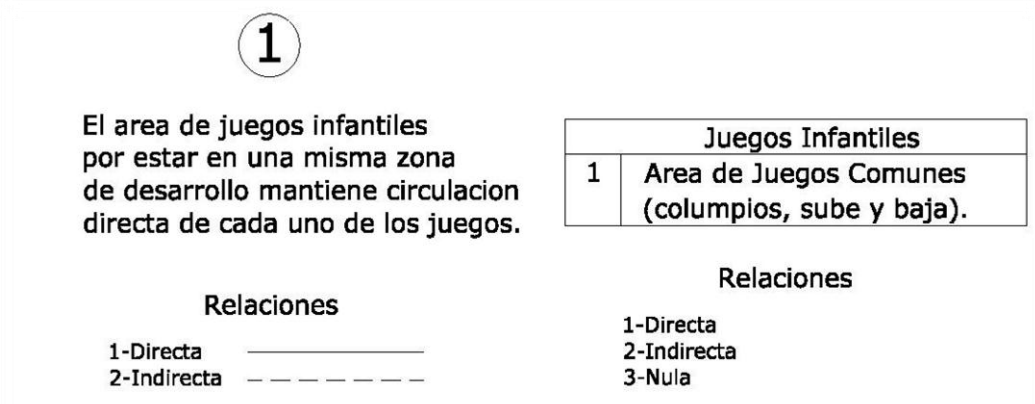 1
El area de juegos infantiles
por estar en una misma zona
de desarrollo mantiene circulacion
directa de cada uno de los juegos.
Relaciones
1-Directa
2-Indirecta
Juegos Infantiles
1 Area de Juegos Comunes
(columpios, sube y baja).
Relaciones
1-Directa
2-Indirecta
3-Nula